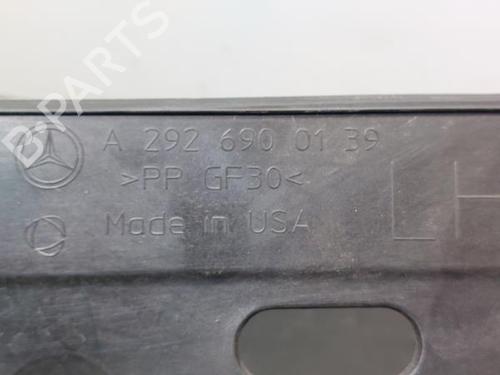 A 292 690 01 39
>PP GF30<
Made in USA
LH
B-PARTS